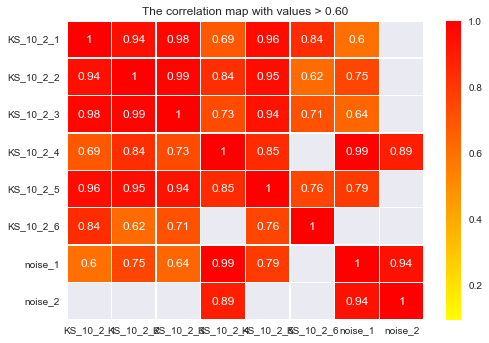 The correlation map with values > 0.60
KS_10_2_1 1 0.94 0.98 0.69 0.96 0.84 0.6
KS_10_2_2 0.94 1 0.99 0.84 0.95 0.62 0.75
KS_10_2_3 0.98 0.99 1 0.73 0.94 0.71 0.64
KS_10_2_4 0.69 0.84 0.73 1 0.85 0.99 0.89
KS_10_2_5 0.96 0.95 0.94 0.85 1 0.76 0.79
KS_10_2_6 0.84 0.62 0.71 0.76 1
noise_1 0.6 0.75 0.64 0.99 0.79 1 0.94
noise_2 0.89 0.94 1
KS_10_2_1 KS_10_2_2 KS_10_2_3 KS_10_2_4 KS_10_2_5 KS_10_2_6 noise_1 noise_2
1.0
0.8
0.6
0.4
0.2